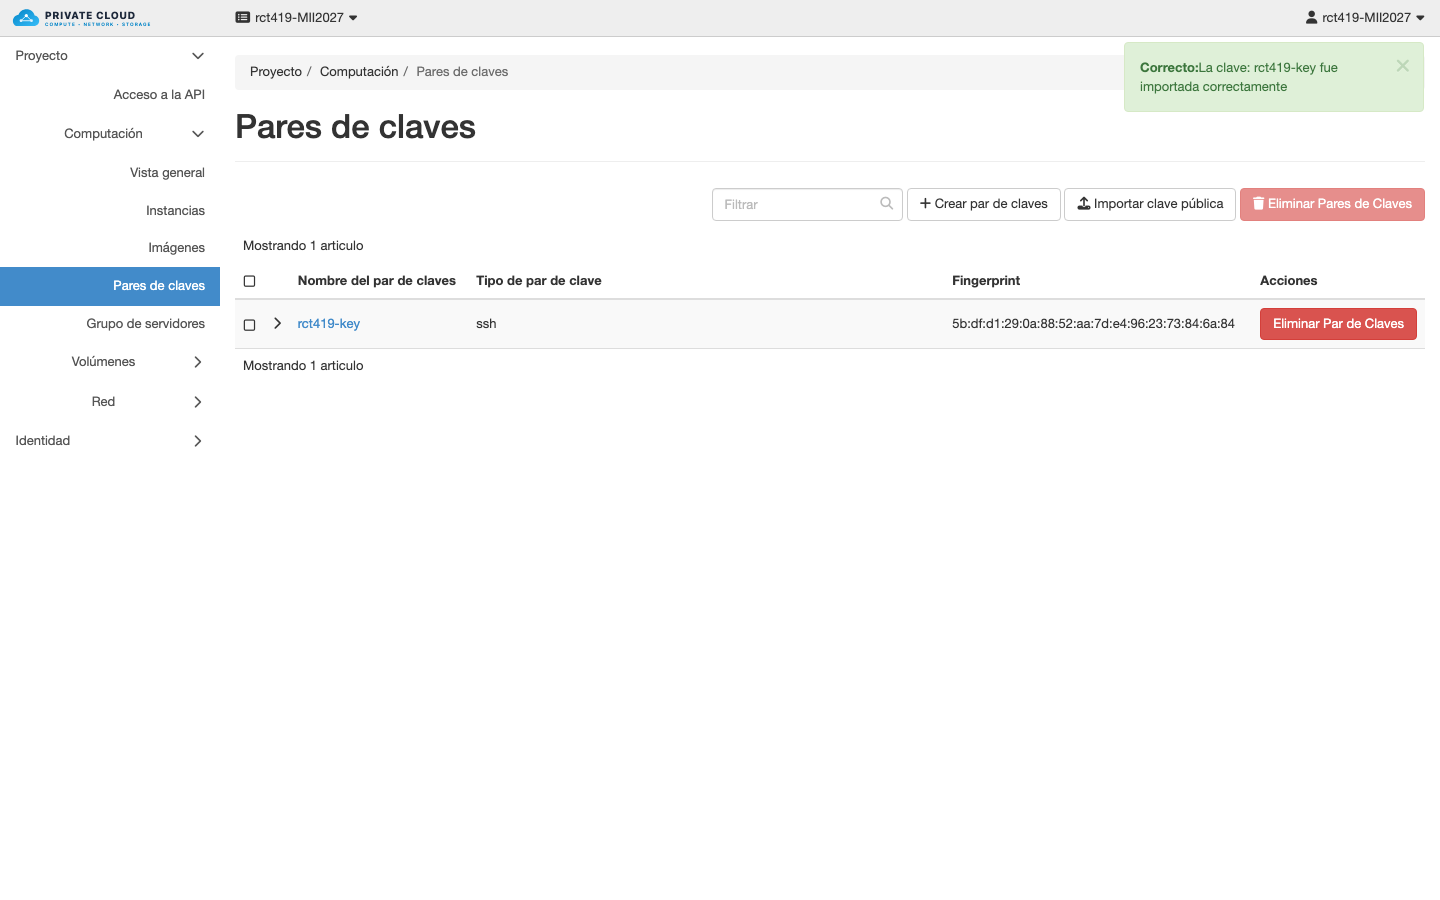 PRIVATE CLOUD
COMPUTE • NETWORK • STORAGE
rct419-MII2027
rct419-MII2027
Proyecto
Acceso a la API
Computación
Vista general
Instancias
Imágenes
Pares de claves
Grupo de servidores
Volúmenes
Red
Identidad
Proyecto / Computación / Pares de claves
Correcto:La clave: rct419-key fue
importada correctamente
Pares de claves
Filtrar
Crear par de claves
Importar clave pública
Eliminar Pares de Claves
Mostrando 1 articulo
Nombre del par de claves Tipo de par de clave Fingerprint Acciones
rct419-key ssh 5b:df:d1:29:0a:88:52:aa:7d:e4:96:23:73:84:6a:84 Eliminar Par de Claves
Mostrando 1 articulo